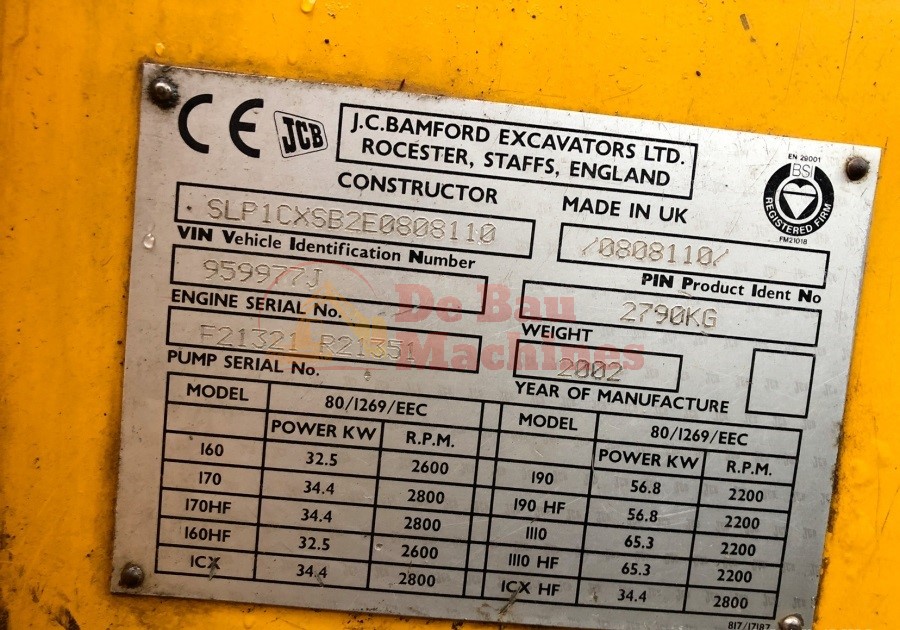 CE JCB J.C.BAMFORD EXCAVATORS LTD.
ROCESTER, STAFFS, ENGLAND
EN 29001
BSI
REGISTERED FIRM
FM21018
CONSTRUCTOR
MADE IN UK
SLP1CXSB2E0808110
/0808110/
VIN Vehicle Identification Number
PIN Product Ident No
959977J
2790KG
ENGINE SERIAL No.
WEIGHT
F21321 R21351
2002
PUMP SERIAL No.
YEAR OF MANUFACTURE
De Bau
Machines
MODEL 80/1269/EEC MODEL 80/1269/EEC
POWER KW R.P.M. POWER KW R.P.M.
160 32.5 2600 190 56.8 2200
170 34.4 2800 190 HF 56.8 2200
170HF 34.4 2800 1110 65.3 2200
160HF 32.5 2600 1110 HF 65.3 2200
1CX 34.4 2800 1CX HF 34.4 2800
817/17187